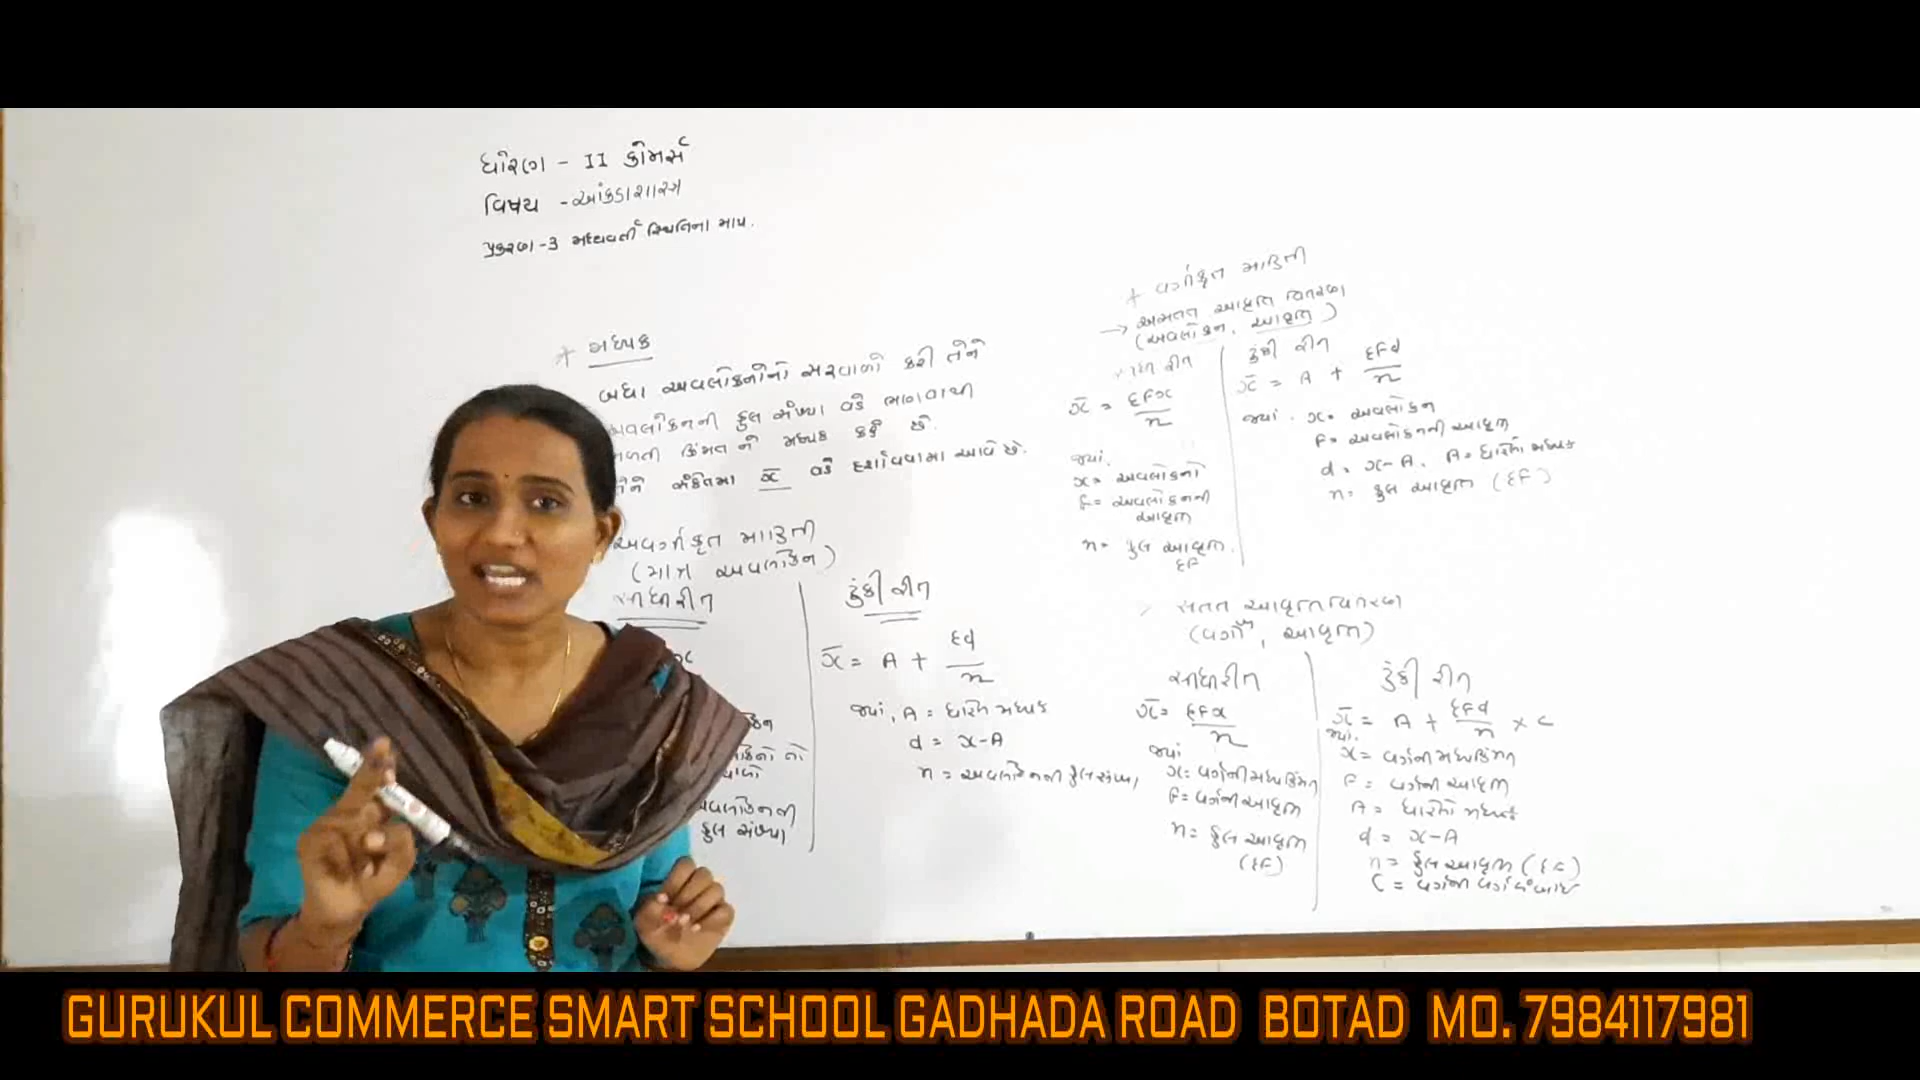 ધોરણ - 11 કોમર્સ
વિષય - આંકડાશાસ્ત્ર
પ્રકરણ-3 મધ્યવર્તી સ્થિતિના માપ.
* મધ્યક
બધા અવલોકનોનો સરવાળો કરી તેને
અવલોકનની કુલ સંખ્યા વડે ભાગવાથી
મળતી કિંમત ને મધ્યક કહે છે.
તેને સંકેતમા x̄ વડે દર્શાવવામા આવે છે.
અવર્ગીકૃત માહિતી
(માત્ર અવલોકન)
સાધારીત
કુલ સંખ્યા
ટુંકી રીત
x̄ = A + Σd/n
જ્યાં, A = ધારેલો મધ્યક
d = x-A
n = અવલોકનની કુલ સંખ્યા
* વર્ગીકૃત માહિતી
→ અસતત આવૃત્તિ વિતરણ
(અવલોકન, આવૃત્તિ)
સાદી રીત
x̄ = Σfx/n
જ્યાં.
x = અવલોકનો
f = અવલોકનની
આવૃત્તિ
n = કુલ આવૃત્તિ.
Σf
ટુંકી રીત
x̄ = A + Σfd/n
જ્યાં. x = અવલોકન
f = અવલોકનની આવૃત્તિ
d = x-A. A = ધારેલો મધ્યક
n = કુલ આવૃત્તિ (Σf)
સતત આવૃત્તિ વિતરણ
(વર્ગો, આવૃત્તિ)
સાધારીત
x̄ = Σfx/n
જ્યાં
x = વર્ગની મધ્યકિંમત
f = વર્ગની આવૃત્તિ
n = કુલ આવૃત્તિ
(Σf)
ટુંકી રીત
x̄ = A + Σfd/n × c
જ્યાં.
x = વર્ગની મધ્યકિંમત
f = વર્ગની આવૃત્તિ
A = ધારેલો મધ્યક
d = x-A
n = કુલ આવૃત્તિ (Σf)
C = વર્ગની વર્ગલંબાઈ
GURUKUL COMMERCE SMART SCHOOL GADHADA ROAD BOTAD MO. 7984117981